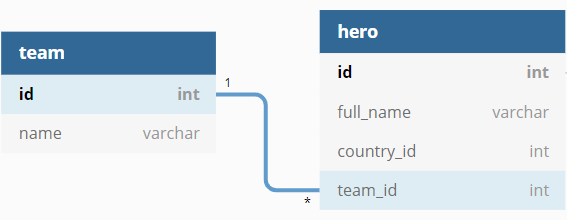 team
id int
name varchar
1
*
hero
id int
full_name varchar
country_id int
team_id int